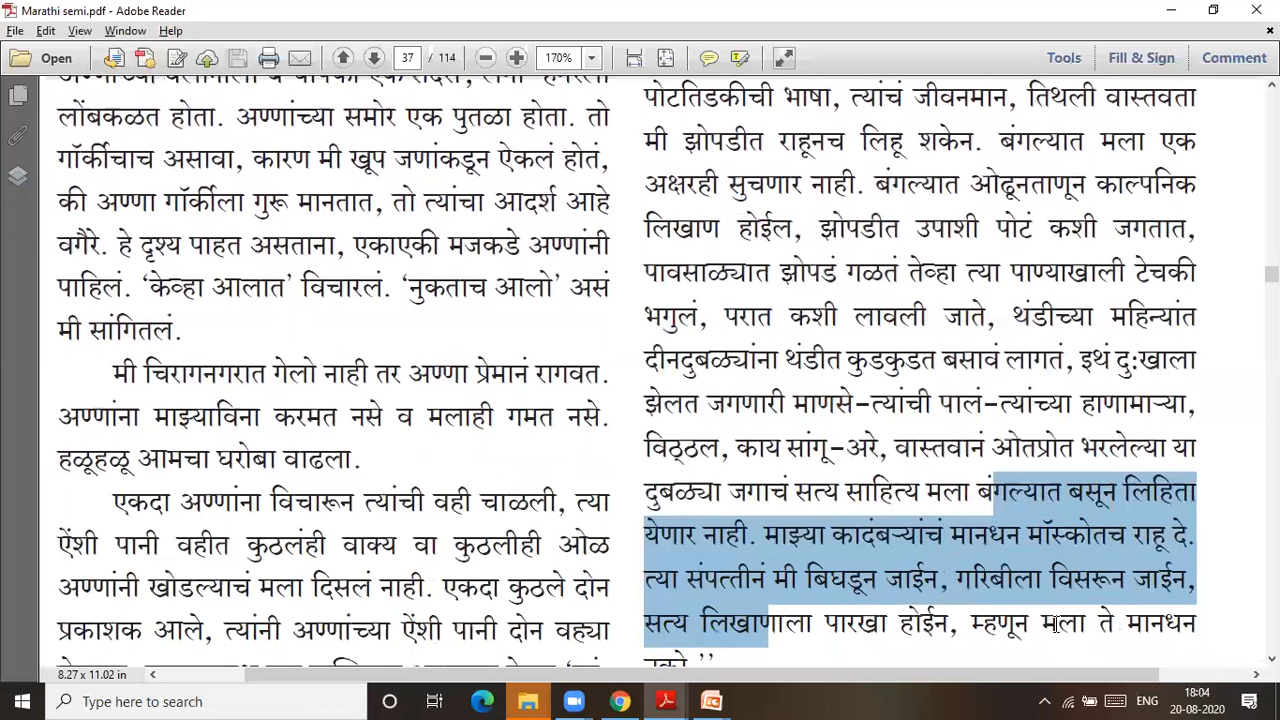 Marathi semi.pdf - Adobe Reader
File Edit View Window Help
Open 37 / 114 170% Tools Fill & Sign Comment
लोंबकळत होता. अण्णांच्या समोर एक पुतळा होता. तो
गॉर्कीचाच असावा, कारण मी खूप जणांकडून ऐकलं होतं,
की अण्णा गॉर्कीला गुरू मानतात, तो त्यांचा आदर्श आहे
वगैरे. हे दृश्य पाहत असताना, एकाएकी मजकडे अण्णांनी
पाहिलं. ‘केव्हा आलात’ विचारलं. ‘नुकताच आलो’ असं
मी सांगितलं.
मी चिरागनगरात गेलो नाही तर अण्णा प्रेमानं रागवत.
अण्णांना माझ्याविना करमत नसे व मलाही गमत नसे.
हळूहळू आमचा घरोबा वाढला.
एकदा अण्णांना विचारून त्यांची वही चाळली, त्या
ऐंशी पानी वहीत कुठलंही वाक्य वा कुठलीही ओळ
अण्णांनी खोडल्याचं मला दिसलं नाही. एकदा कुठले दोन
प्रकाशक आले, त्यांनी अण्णांच्या ऐंशी पानी दोन वह्या
पोटतिडकीची भाषा, त्यांचं जीवनमान, तिथली वास्तवता
मी झोपडीत राहूनच लिहू शकेन. बंगल्यात मला एक
अक्षरही सुचणार नाही. बंगल्यात ओढूनताणून काल्पनिक
लिखाण होईल, झोपडीत उपाशी पोटं कशी जगतात,
पावसाळ्यात झोपडं गळतं तेव्हा त्या पाण्याखाली टेचकी
भगुलं, परात कशी लावली जाते, थंडीच्या महिन्यांत
दीनदुबळ्यांना थंडीत कुडकुडत बसावं लागतं, इथं दुःखाला
झेलत जगणारी माणसे-त्यांची पालं-त्यांच्या हाणामाऱ्या,
विठ्ठल, काय सांगू-अरे, वास्तवानं ओतप्रोत भरलेल्या या
दुबळ्या जगाचं सत्य साहित्य मला बंगल्यात बसून लिहिता
येणार नाही. माझ्या कादंबऱ्यांचं मानधन मॉस्कोतच राहू दे.
त्या संपत्तीनं मी बिघडून जाईन, गरिबीला विसरून जाईन,
सत्य लिखाणाला पारखा होईन, म्हणून मला ते मानधन
8.27 x 11.02 in
Type here to search
ENG
18:04
20-08-2020